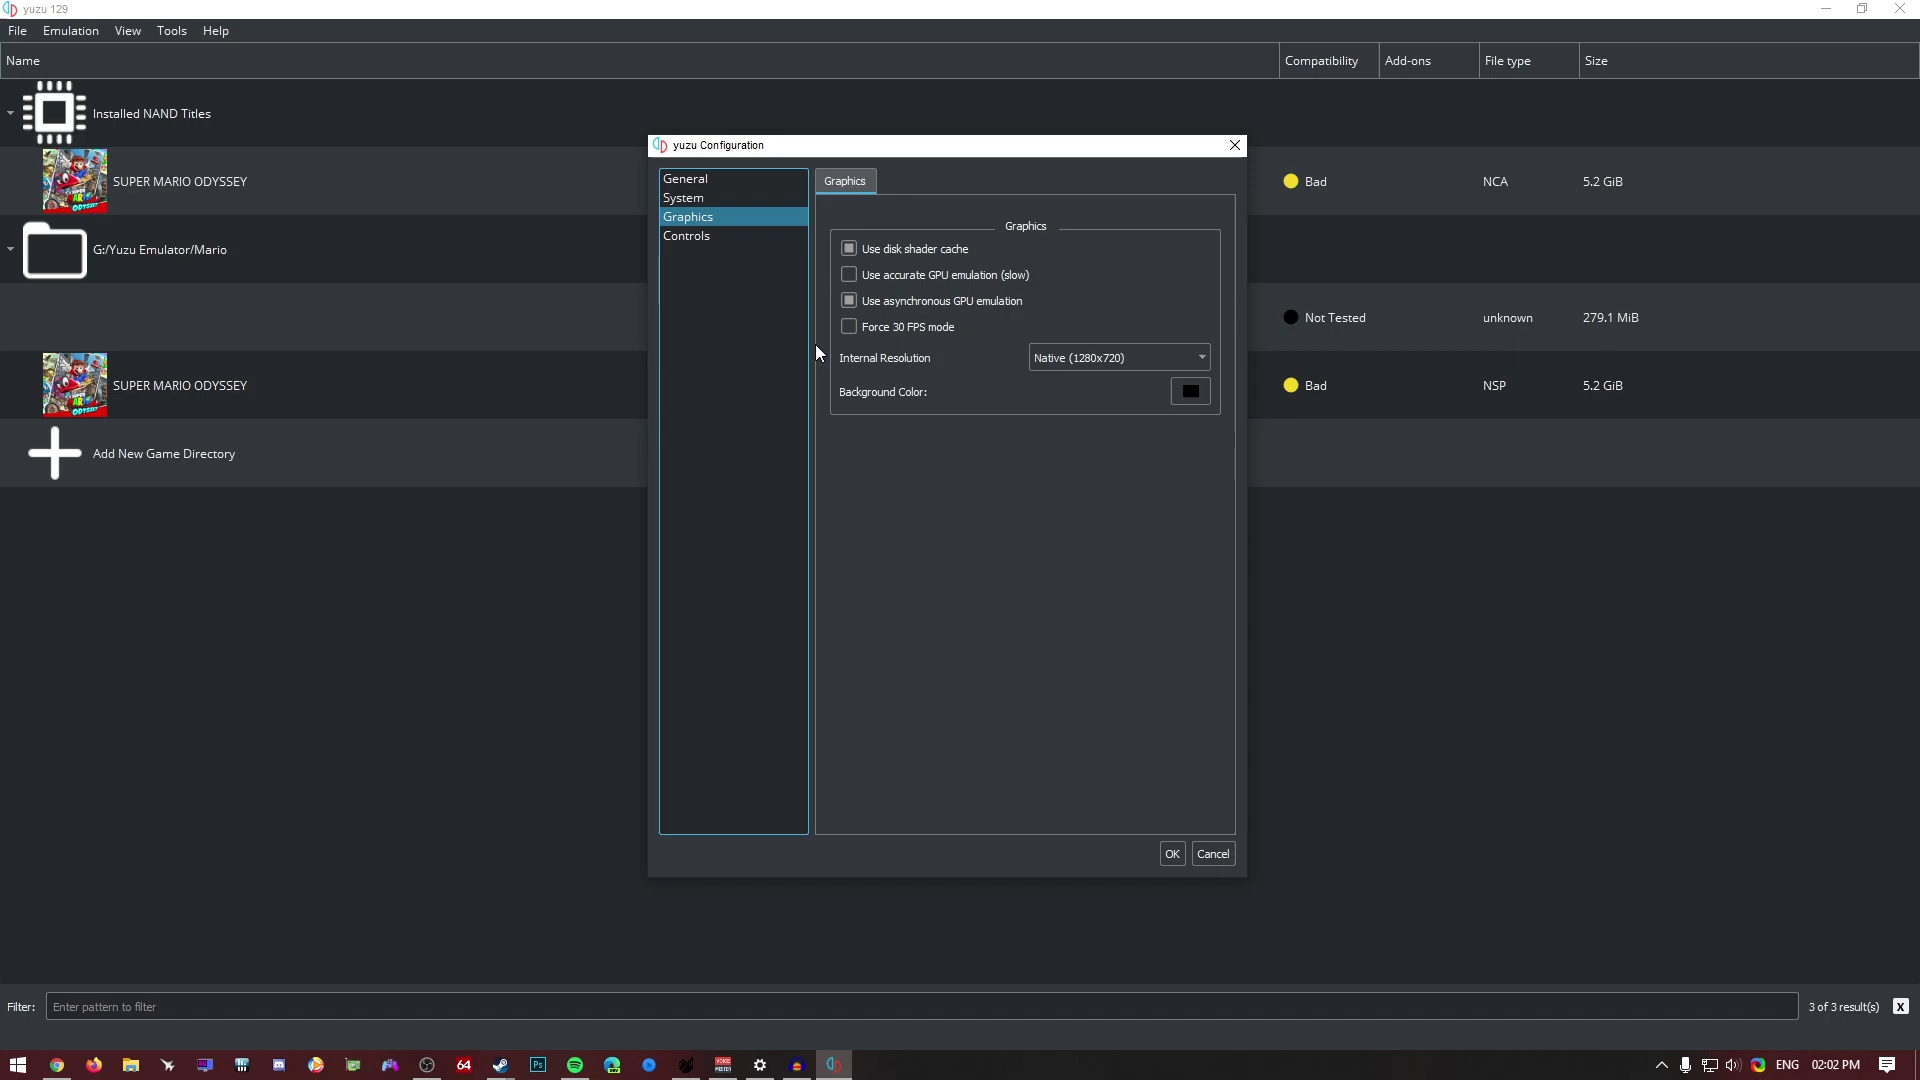 yuzu 129
File Emulation View Tools Help
Name Compatibility Add-ons File type Size
Installed NAND Titles
SUPER MARIO ODYSSEY Bad NCA 5.2 GiB
G:/Yuzu Emulator/Mario
Not Tested unknown 279.1 MiB
SUPER MARIO ODYSSEY Bad NSP 5.2 GiB
Add New Game Directory
yuzu Configuration
General
System
Graphics
Controls
Graphics
Graphics
Use disk shader cache
Use accurate GPU emulation (slow)
Use asynchronous GPU emulation
Force 30 FPS mode
Internal Resolution Native (1280x720)
Background Color:
OK Cancel
Filter: Enter pattern to filter 3 of 3 result(s) X
64 Ps ENG 02:02 PM